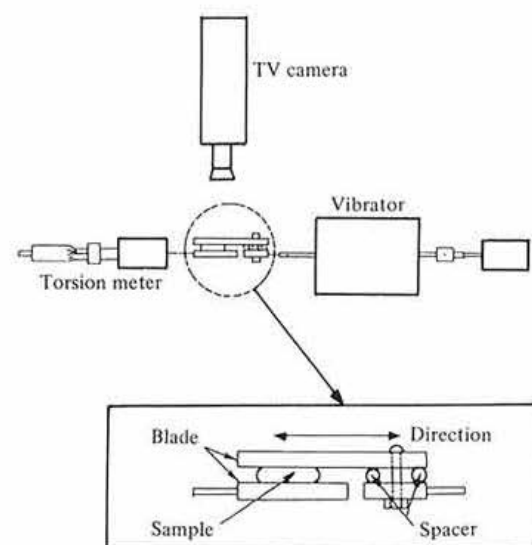 TV camera
Vibrator
Torsion meter
Blade
Direction
Sample
Spacer